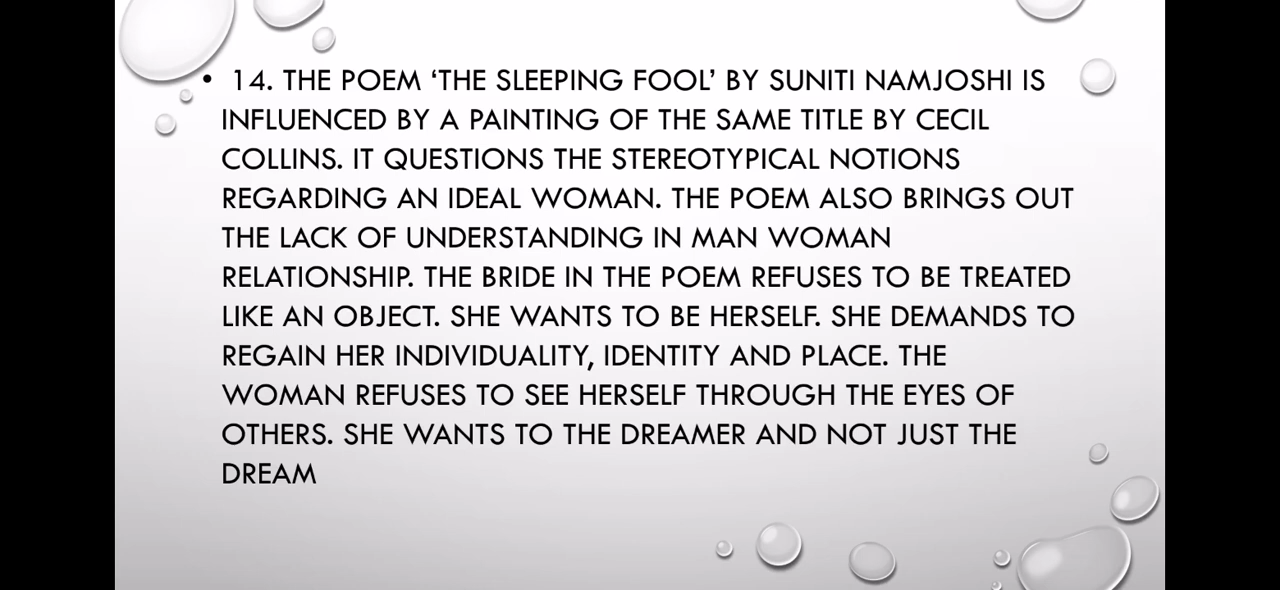 • 14. THE POEM ‘THE SLEEPING FOOL’ BY SUNITI NAMJOSHI IS
INFLUENCED BY A PAINTING OF THE SAME TITLE BY CECIL
COLLINS. IT QUESTIONS THE STEREOTYPICAL NOTIONS
REGARDING AN IDEAL WOMAN. THE POEM ALSO BRINGS OUT
THE LACK OF UNDERSTANDING IN MAN WOMAN
RELATIONSHIP. THE BRIDE IN THE POEM REFUSES TO BE TREATED
LIKE AN OBJECT. SHE WANTS TO BE HERSELF. SHE DEMANDS TO
REGAIN HER INDIVIDUALITY, IDENTITY AND PLACE. THE
WOMAN REFUSES TO SEE HERSELF THROUGH THE EYES OF
OTHERS. SHE WANTS TO THE DREAMER AND NOT JUST THE
DREAM